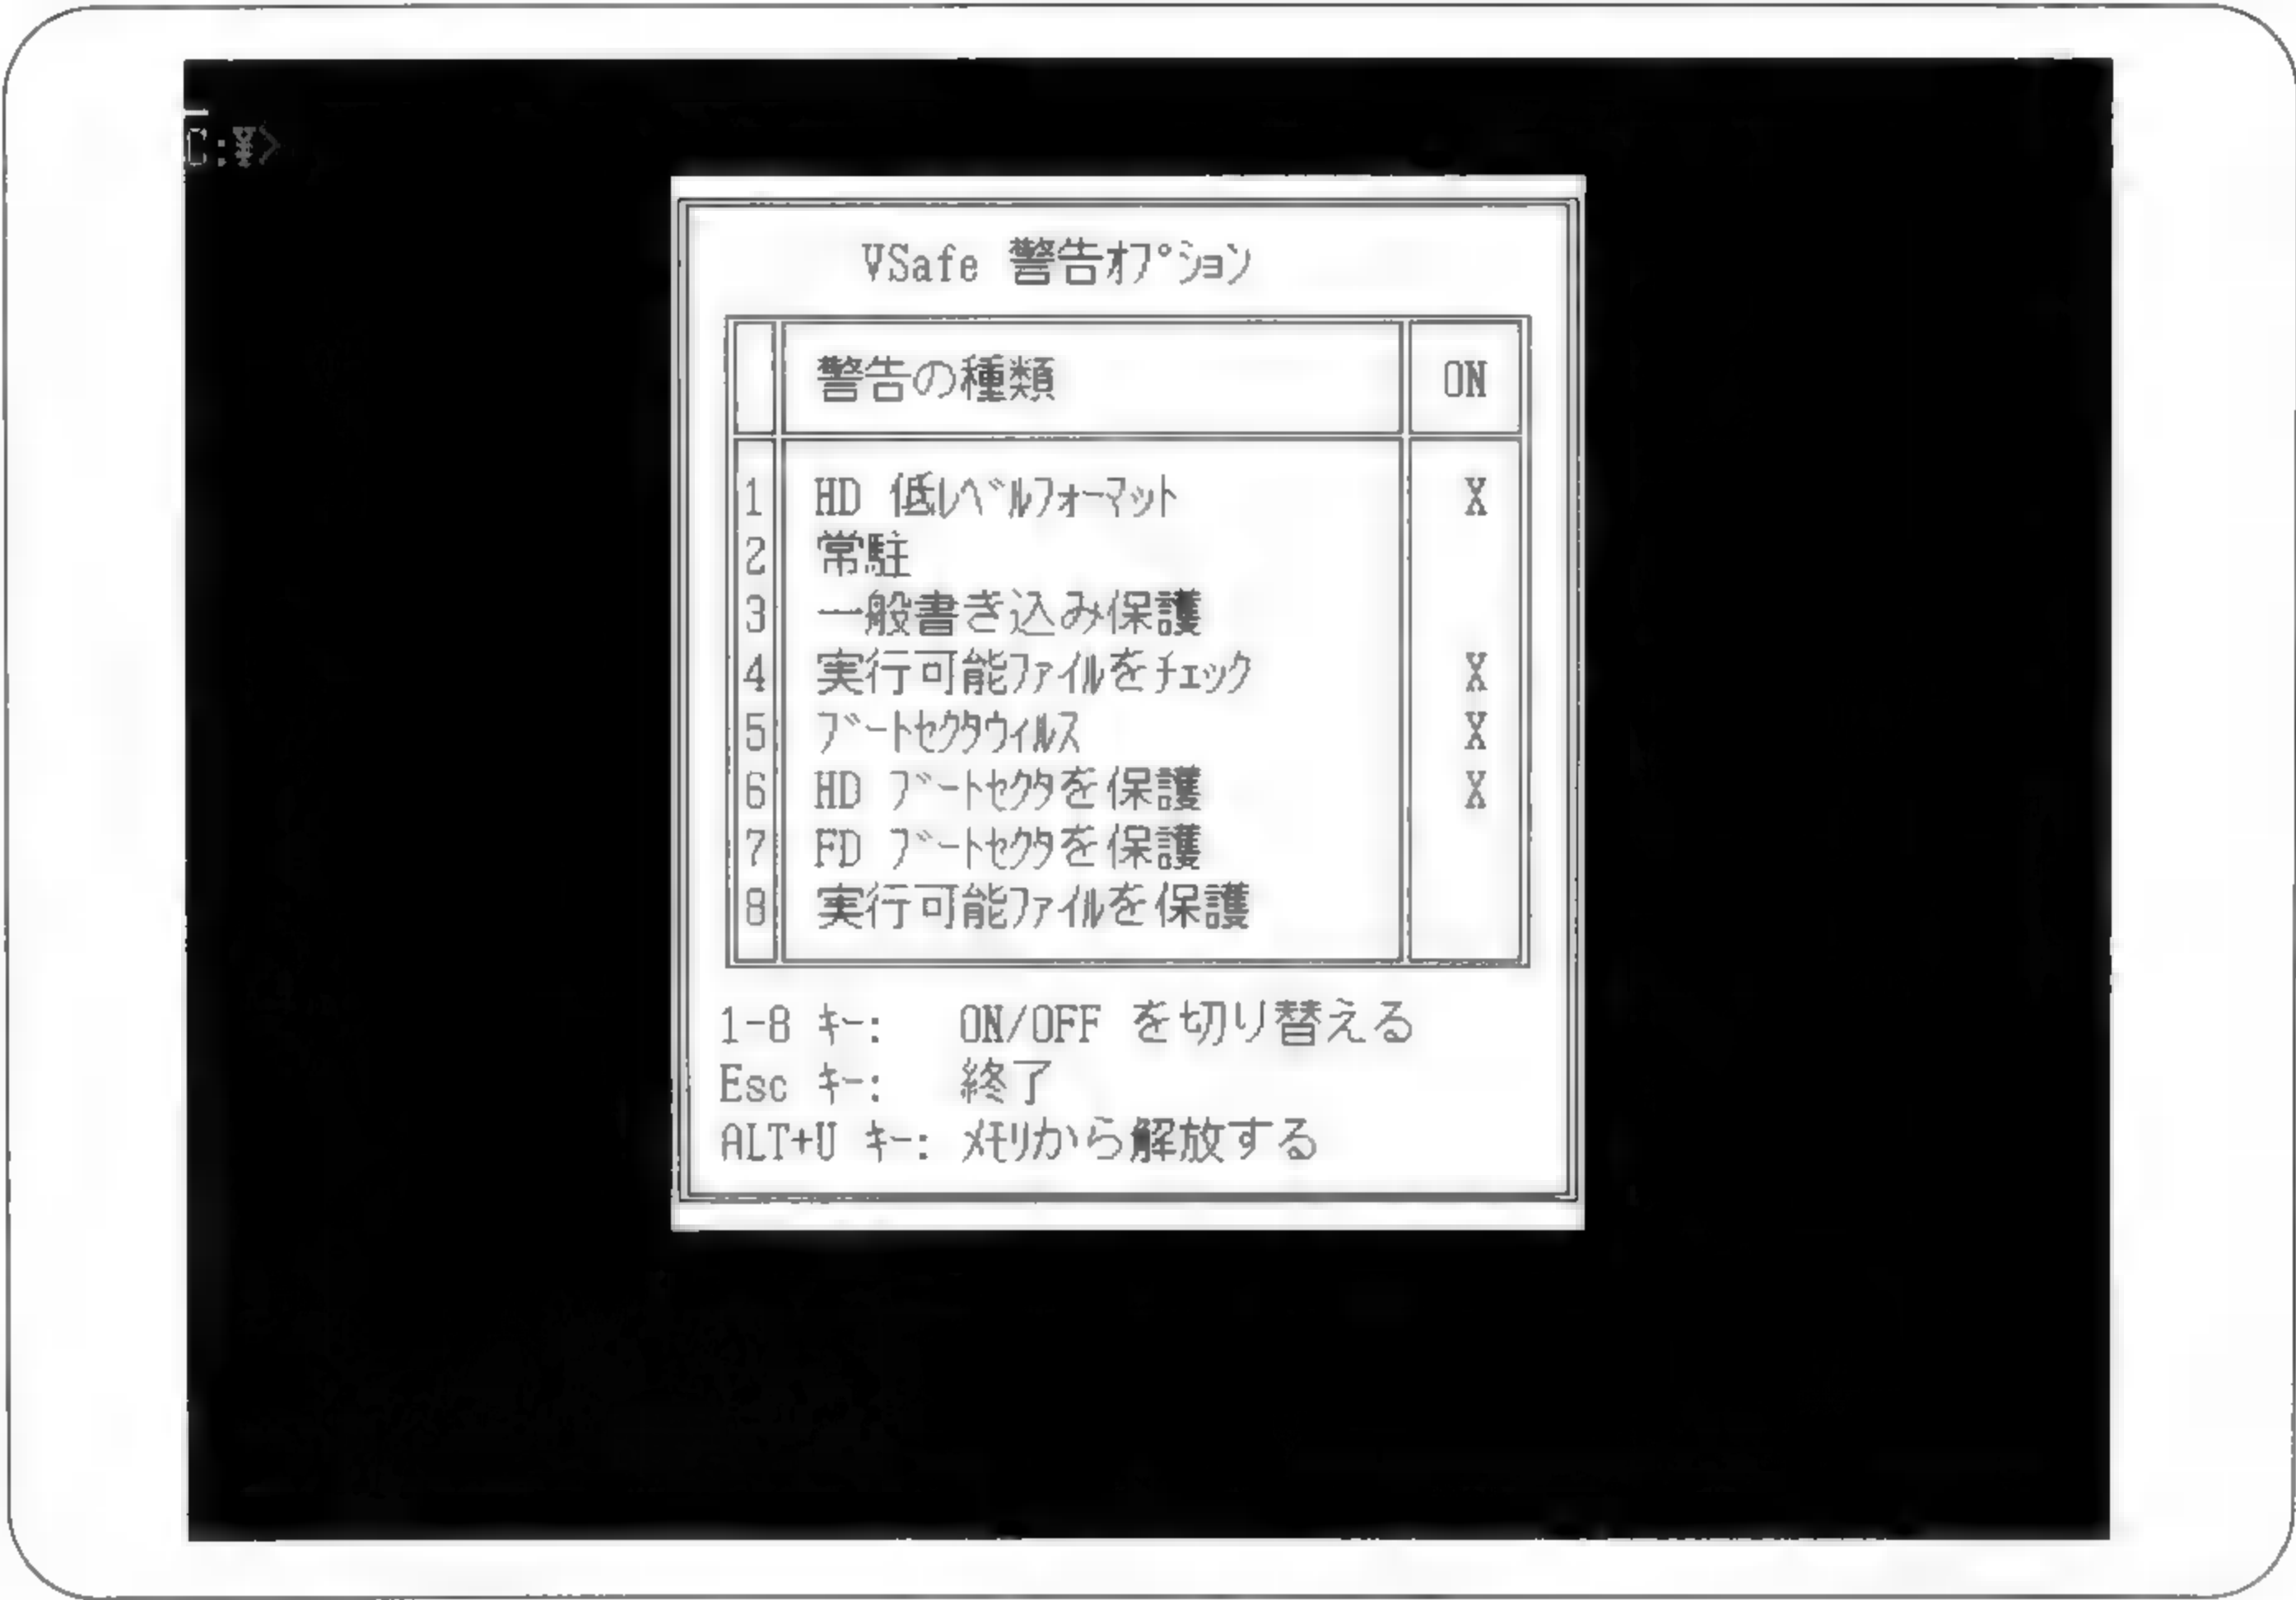 C:¥>
VSafe 警告ｵﾌﾟｼｮﾝ
警告の種類 ON
1 HD 低ﾚﾍﾞﾙﾌｫｰﾏｯﾄ X
2 常駐
3 一般書き込み保護
4 実行可能ﾌｧｲﾙをﾁｪｯｸ X
5 ﾌﾞｰﾄｾｸﾀｳｨﾙｽ X
6 HD ﾌﾞｰﾄｾｸﾀを保護 X
7 FD ﾌﾞｰﾄｾｸﾀを保護
8 実行可能ﾌｧｲﾙを保護
1-8 ｷｰ: ON/OFF を切り替える
Esc ｷｰ: 終了
ALT+U ｷｰ: ﾒﾓﾘから解放する